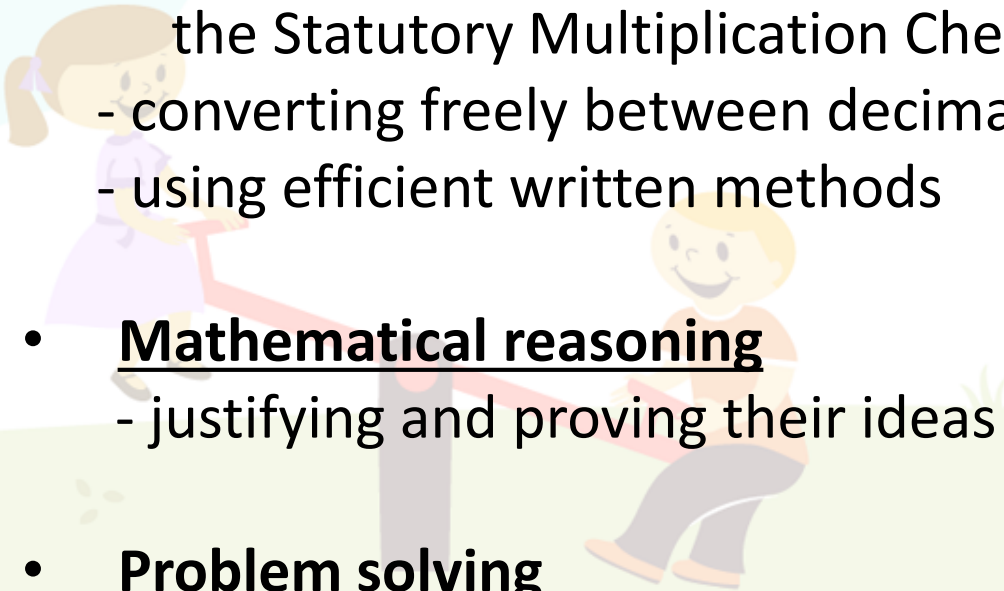 the Statutory Multiplication Che
- converting freely between decima
- using efficient written methods
• Mathematical reasoning
- justifying and proving their ideas
• Problem solving